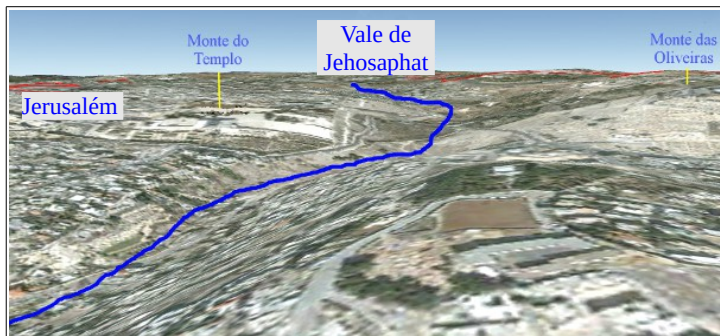 Vale de
Jehosaphat
Monte do
Templo
Monte das
Oliveiras
Jerusalém